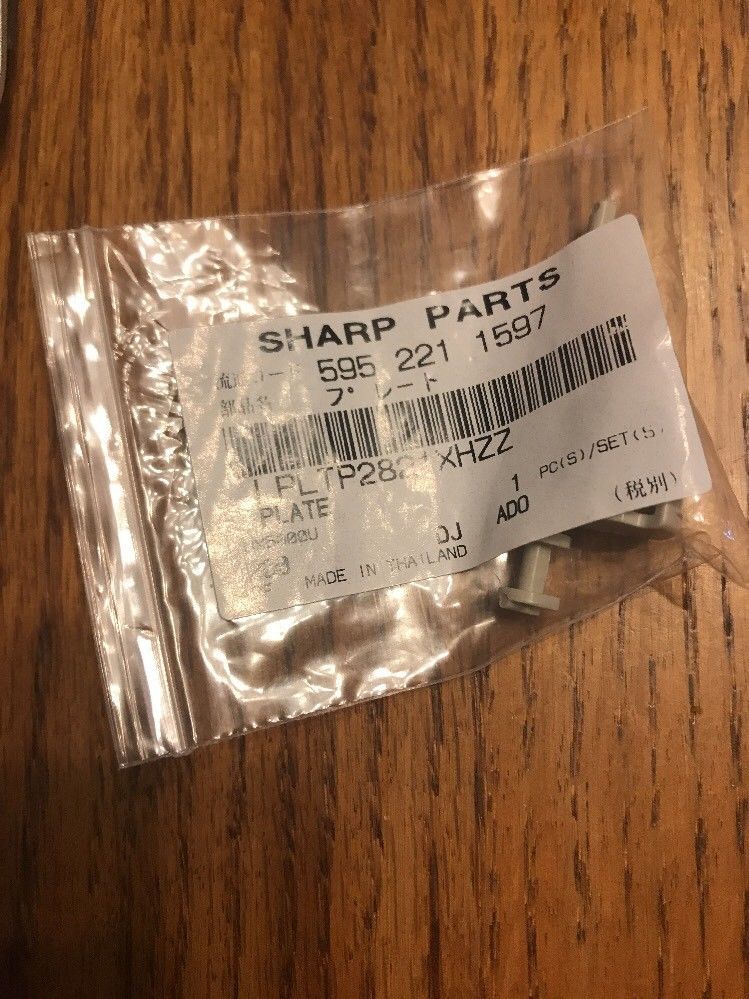 SHARP PARTS
595 221 1597
プレート
XHZZ
PLATE
1 PC(S)/SET(S)
DJ ADO (税別)
MADE IN THAILAND